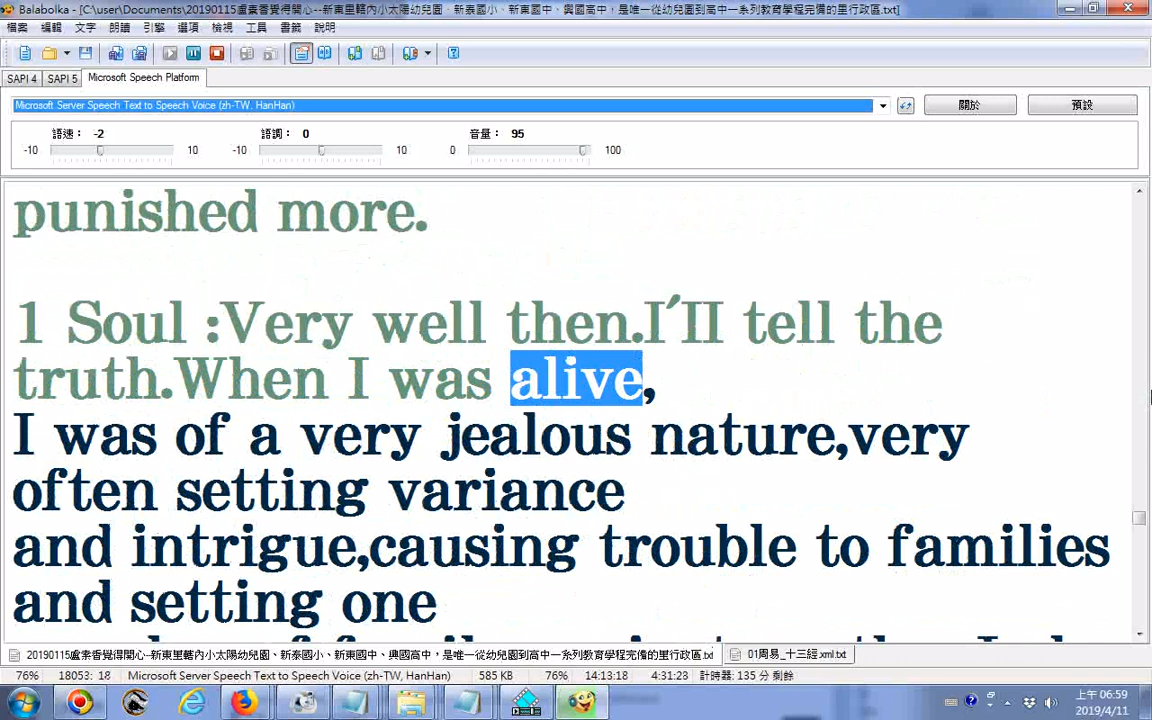 Balabolka - [C:\user\Documents\20190115盧素香覺得開心--新東里轄內小太陽幼兒園、新泰國小、新東國中、興國高中，是唯一從幼兒園到高中一系列教育學程完備的里行政區.txt]
檔案 編輯 文字 朗讀 引擎 選項 檢視 工具 書籤 說明
SAPI 4 SAPI 5 Microsoft Speech Platform
Microsoft Server Speech Text to Speech Voice (zh-TW, HanHan) 關於 預設
語速： -2 語調： 0 音量： 95
-10 10 -10 10 0 100
punished more.
1 Soul :Very well then.I´II tell the
truth.When I was alive,
I was of a very jealous nature,very
often setting variance
and intrigue,causing trouble to families
and setting one
20190115盧素香覺得開心--新東里轄內小太陽幼兒園、新泰國小、新東國中、興國高中，是唯一從幼兒園到高中一系列教育學程完備的里行政區.txt 01周易_十三經.xml.txt
76% 18053: 18 Microsoft Server Speech Text to Speech Voice (zh-TW, HanHan) 585 KB 76% 14:13:18 4:31:28 計時器: 135 分 剩餘
上午 06:59
2019/4/11